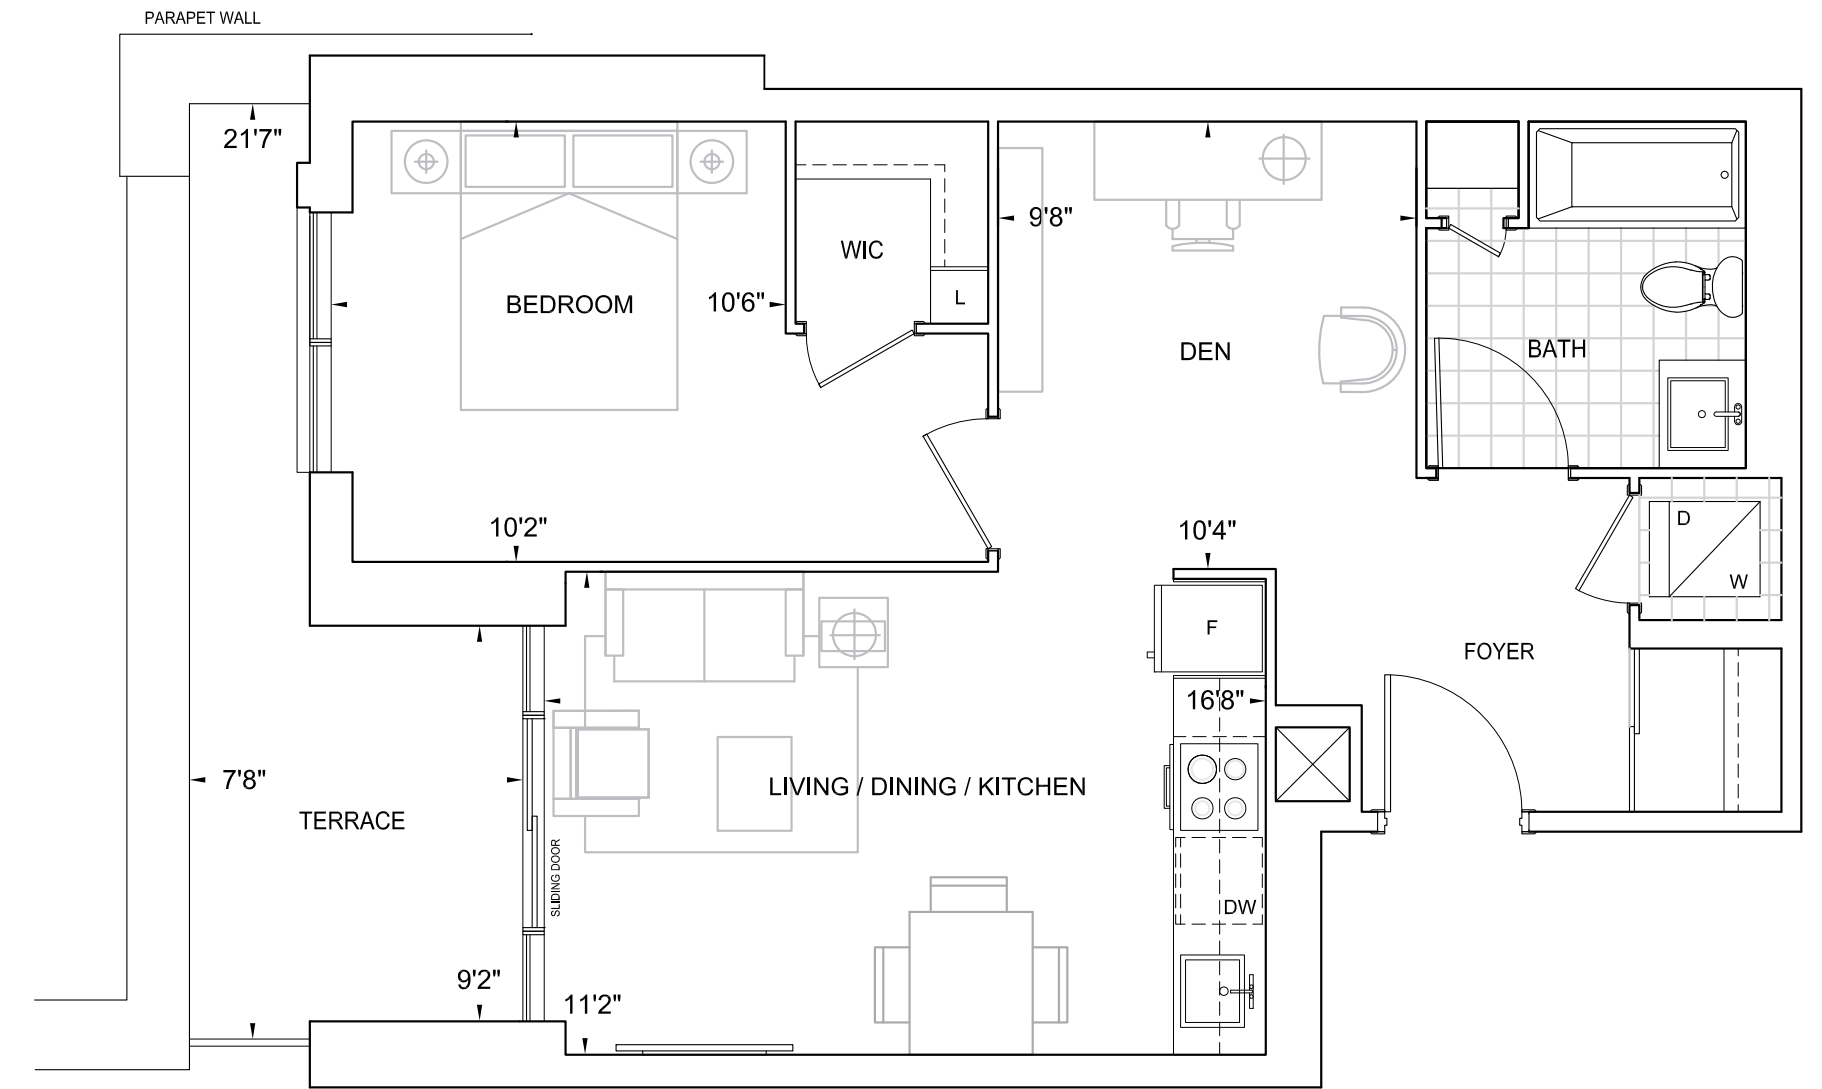 PARAPET WALL
21'7"
9'8"
WIC
BEDROOM
10'6"
L
DEN
BATH
10'2"
10'4"
D
W
F
FOYER
16'8"
7'8"
LIVING / DINING / KITCHEN
TERRACE
SLIDING DOOR
DW
9'2"
11'2"